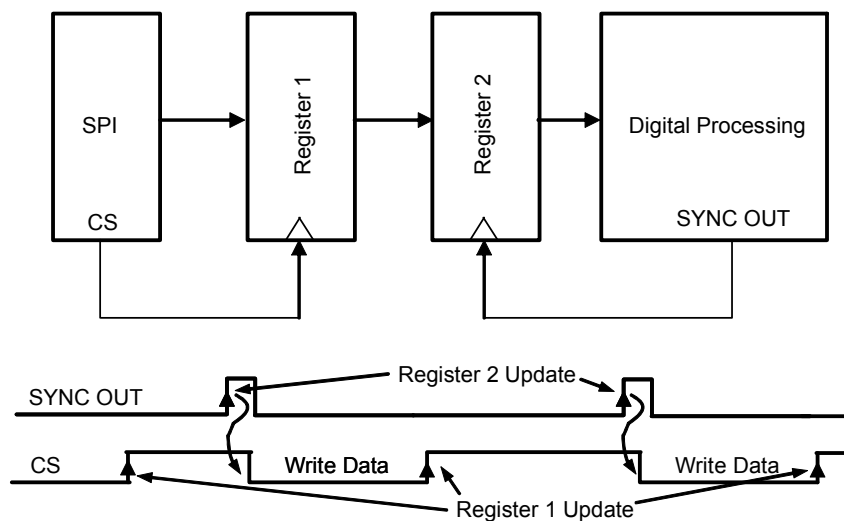 SPI
CS
Register 1
Register 2
Digital Processing
SYNC OUT
SYNC OUT
Register 2 Update
CS
Write Data
Write Data
Register 1 Update